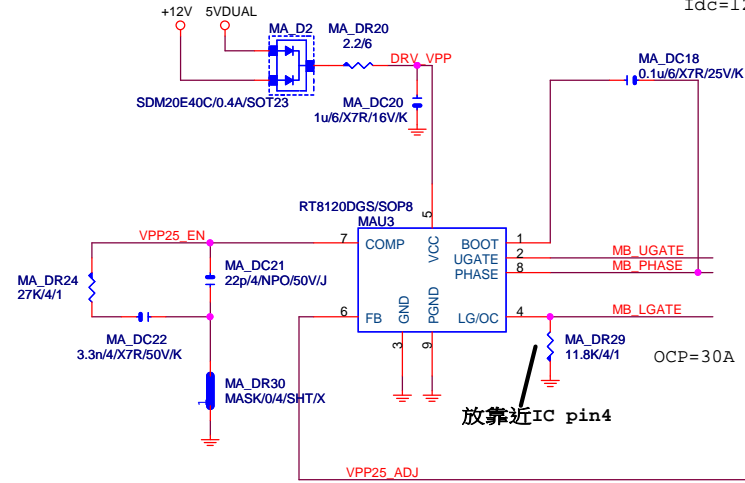 Idc=12
+12V 5VDUAL
MA_D2
MA_DR20
2.2/6
DRV_VPP
MA_DC18
0.1u/6/X7R/25V/K
SDM20E40C/0.4A/SOT23
MA_DC20
1u/6/X7R/16V/K
RT8120DGS/SOP8
MAU3
5
VPP25_EN
7
COMP
VCC
BOOT
1
UGATE
2
MB_UGATE
PHASE
8
MB_PHASE
MA_DR24
27K/4/1
MA_DC21
22p/4/NPO/50V/J
6
FB
GND
PGND
LG/OC
4
MB_LGATE
MA_DC22
3.3n/4/X7R/50V/K
3
9
MA_DR29
11.8K/4/1
OCP=30A
MA_DR30
MASK/0/4/SHT/X
1
放靠近IC pin4
VPP25_ADJ